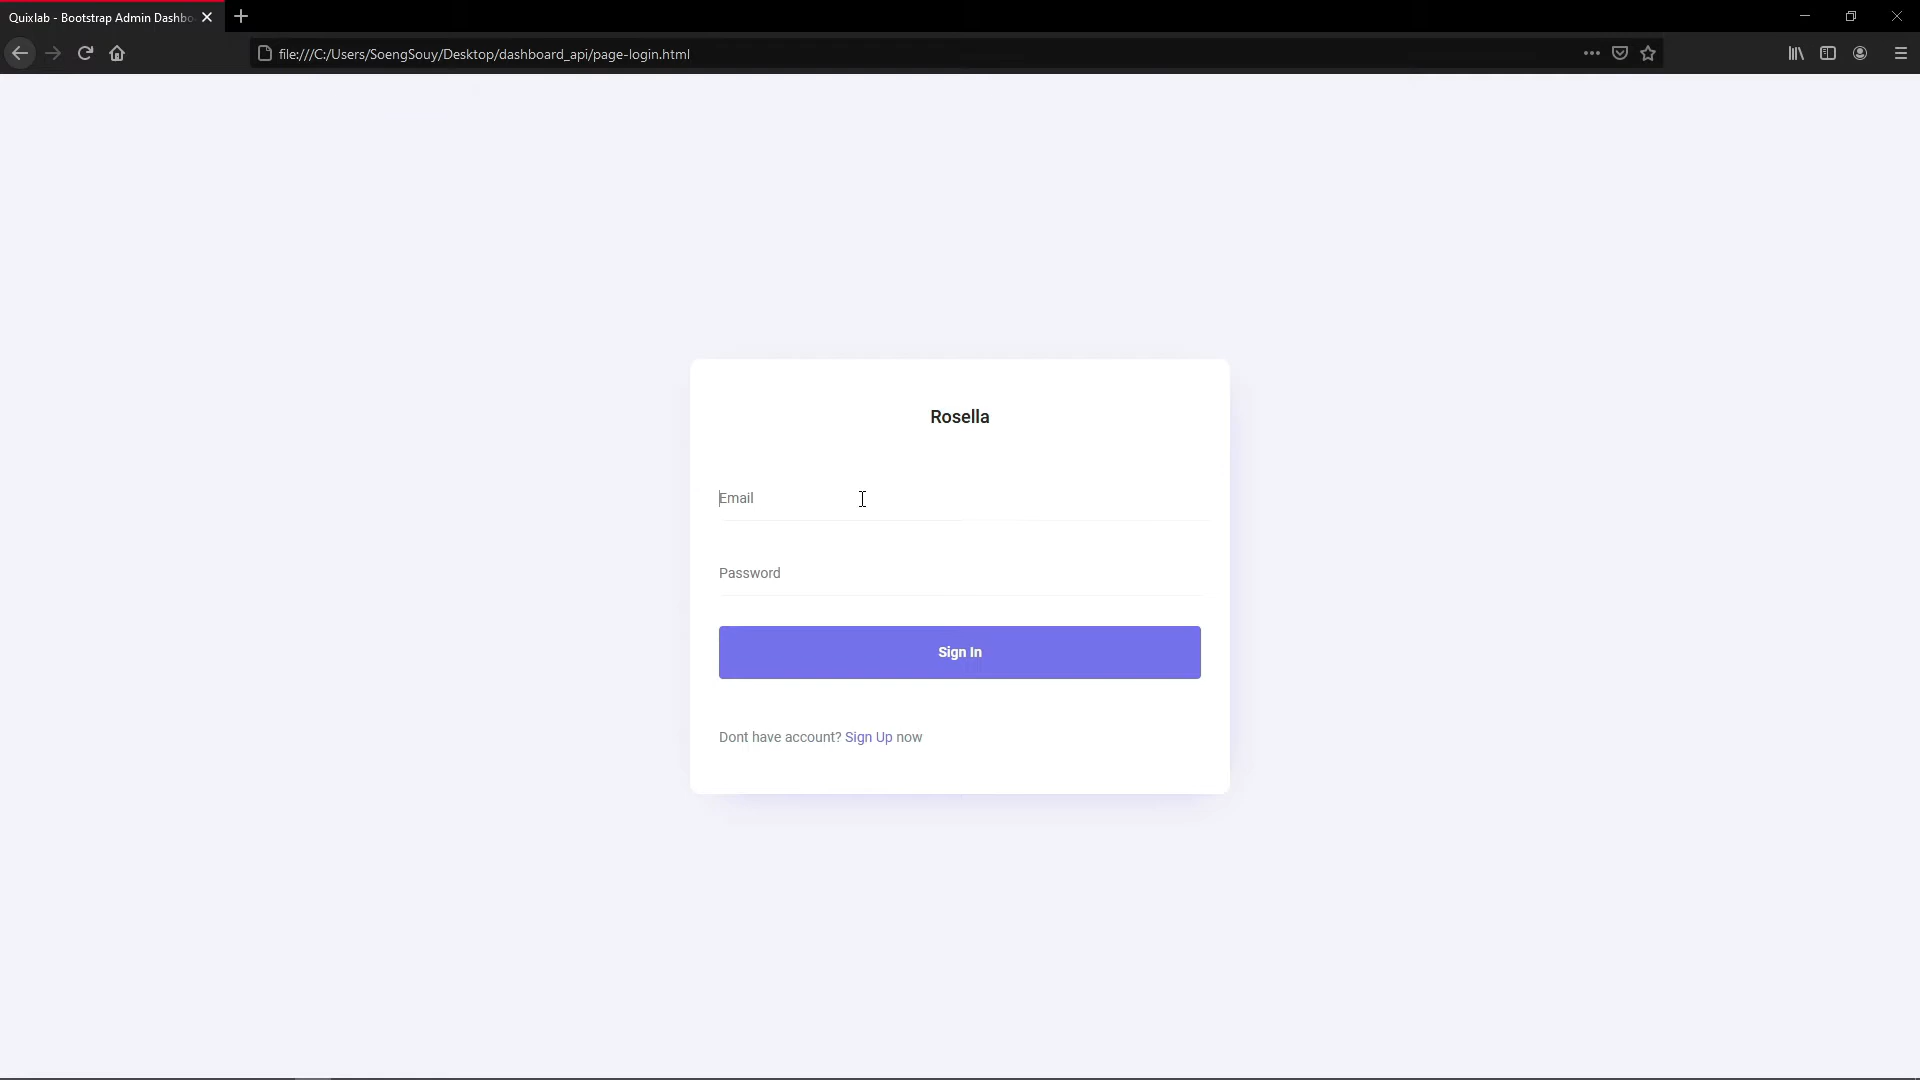 Quixlab - Bootstrap Admin Dashbo
file:///C:/Users/SoengSouy/Desktop/dashboard_api/page-login.html
Rosella
Email
Password
Sign In
Dont have account? Sign Up now